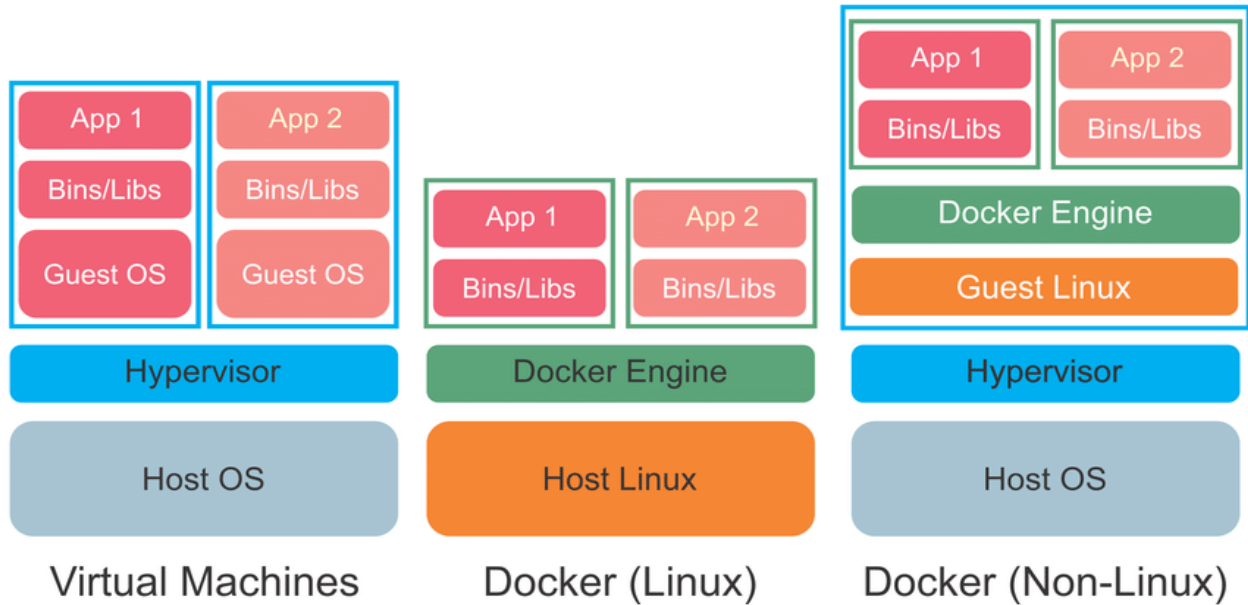 App 1
App 2
Bins/Libs
Bins/Libs
Guest OS
Guest OS
Hypervisor
Host OS
Virtual Machines
App 1
App 2
Bins/Libs
Bins/Libs
Docker Engine
Host Linux
Docker (Linux)
App 1
App 2
Bins/Libs
Bins/Libs
Docker Engine
Guest Linux
Hypervisor
Host OS
Docker (Non-Linux)